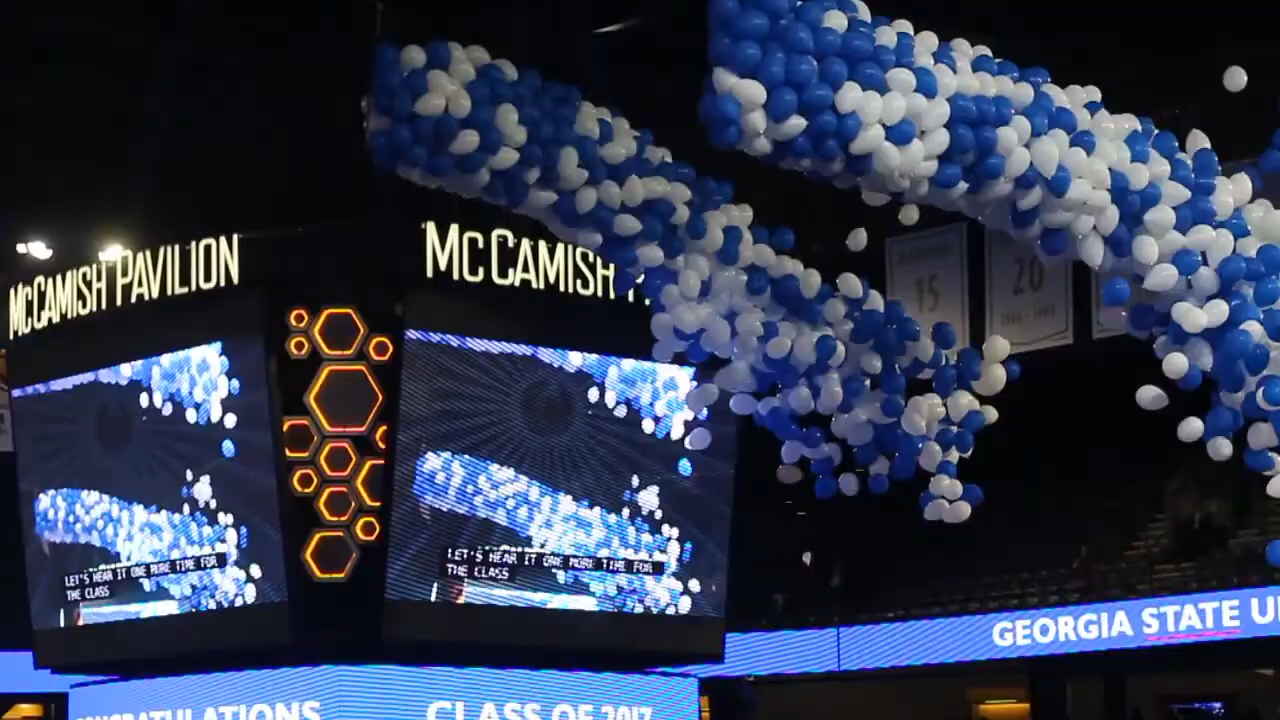 McCAMISH PAVILION
McCAMISH P
15
20
LET'S HEAR IT ONE MORE TIME FOR
THE CLASS
LET'S HEAR IT ONE MORE TIME FOR
THE CLASS
GEORGIA STATE U
CONGRATULATIONS
CLASS OF 2017